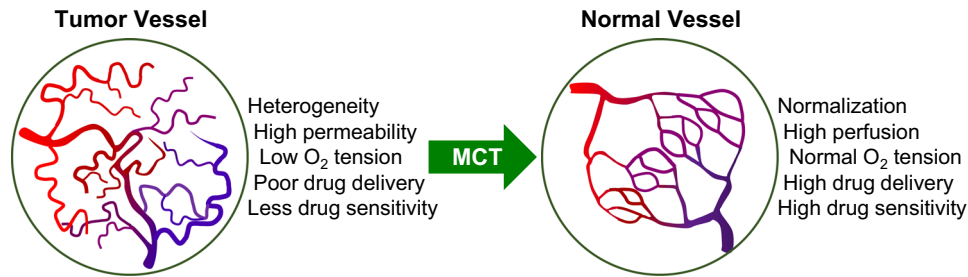 Tumor Vessel
Heterogeneity
High permeability
Low O₂ tension
Poor drug delivery
Less drug sensitivity
MCT
Normal Vessel
Normalization
High perfusion
Normal O₂ tension
High drug delivery
High drug sensitivity